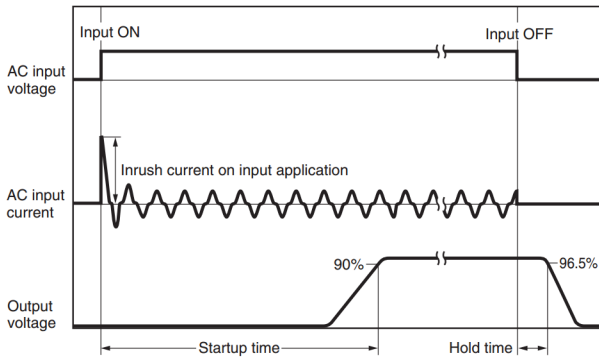 Input ON
Input OFF
AC input
voltage
Inrush current on input application
AC input
current
90%
96.5%
Output
voltage
Startup time
Hold time